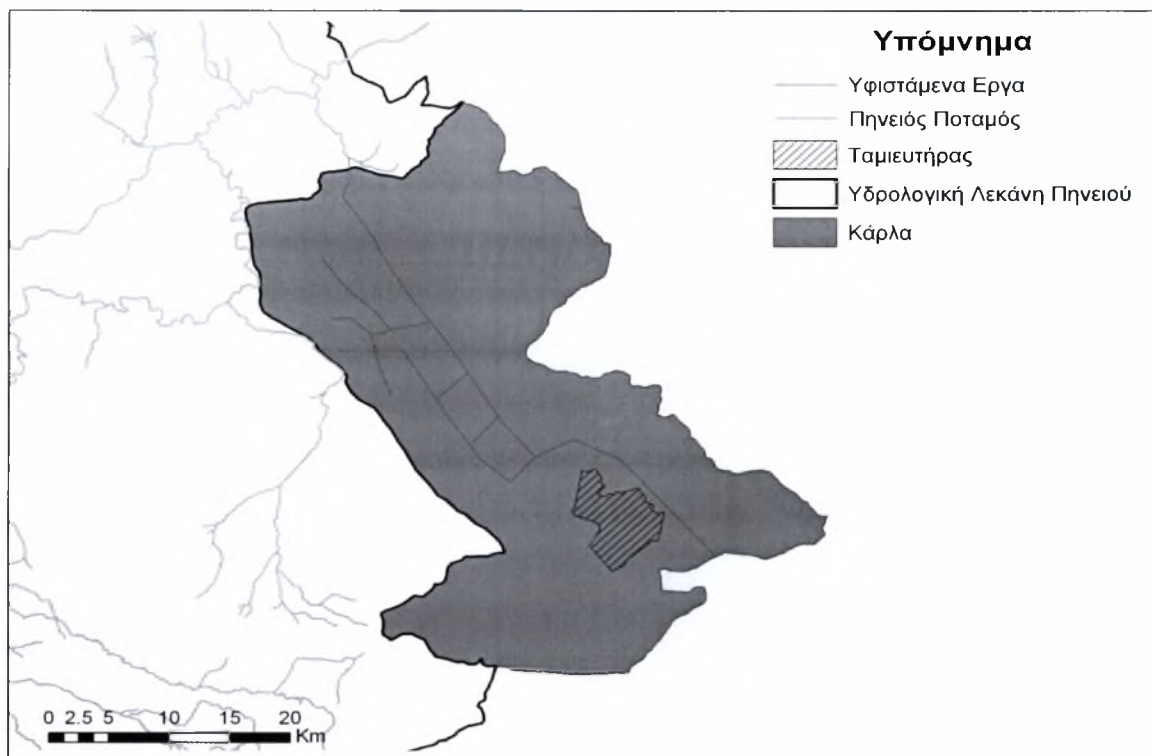 Υπόμνημα
Υφιστάμενα Εργα
Πηνειός Ποταμός
Ταμιευτήρας
Υδρολογική Λεκάνη Πηνειού
Κάρλα
0 2.5 5 10 15 20
Km